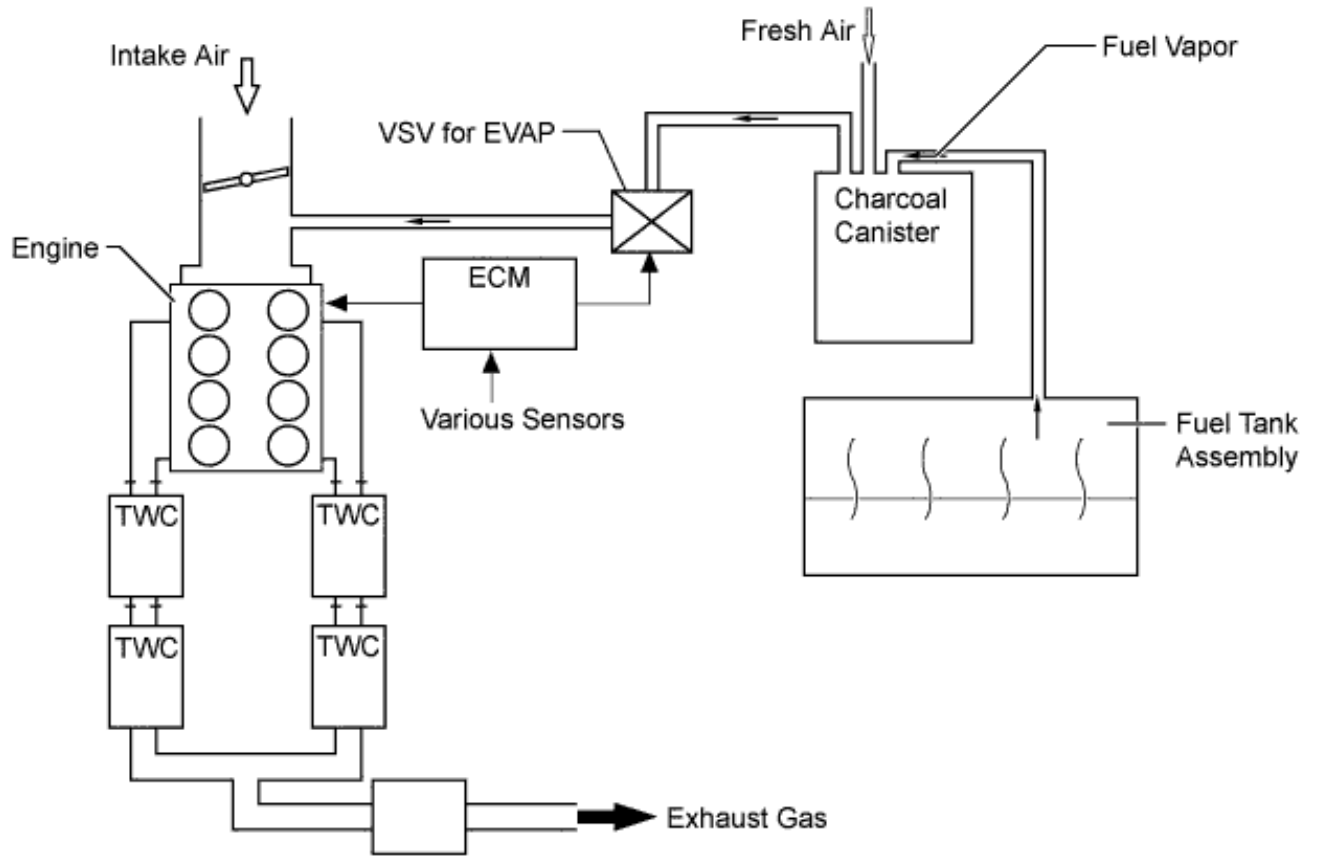 Intake Air
Fresh Air
Fuel Vapor
VSV for EVAP
Charcoal
Canister
Engine
ECM
Various Sensors
Fuel Tank
Assembly
TWC
TWC
TWC
TWC
Exhaust Gas